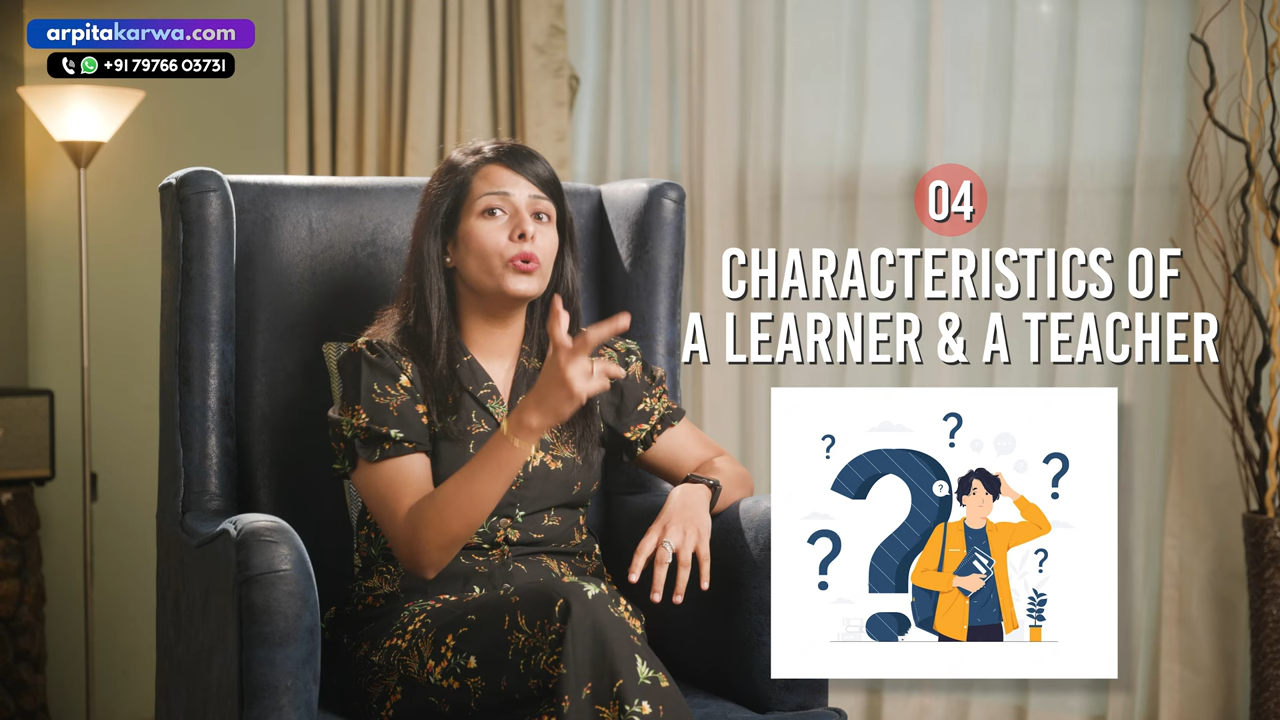 arpitakarwa.com
+91 79766 03731
04
CHARACTERISTICS OF
A LEARNER & A TEACHER
?
?
?
?
?
?
?